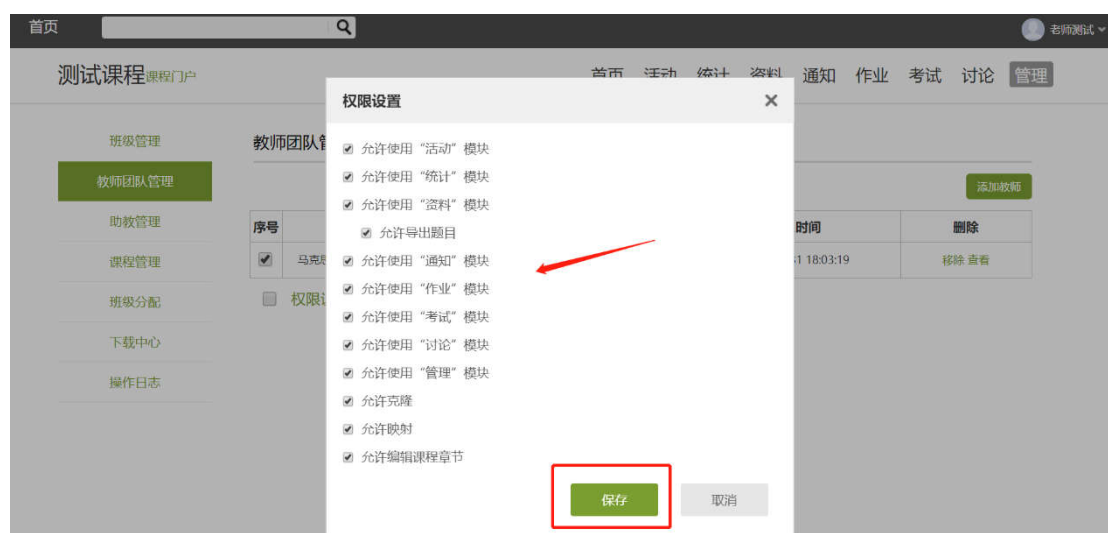 首页
老师测试
测试课程课程门户
首页 活动 统计 资料 通知 作业 考试 讨论 管理
权限设置
班级管理
教师团队管理
助教管理
课程管理
班级分配
下载中心
操作日志
教师团队管
添加教师
序号 时间 删除
马克思 1 18:03:19 移除 查看
权限设
允许使用“活动”模块
允许使用“统计”模块
允许使用“资料”模块
允许导出题目
允许使用“通知”模块
允许使用“作业”模块
允许使用“考试”模块
允许使用“讨论”模块
允许使用“管理”模块
允许克隆
允许映射
允许编辑课程章节
保存 取消